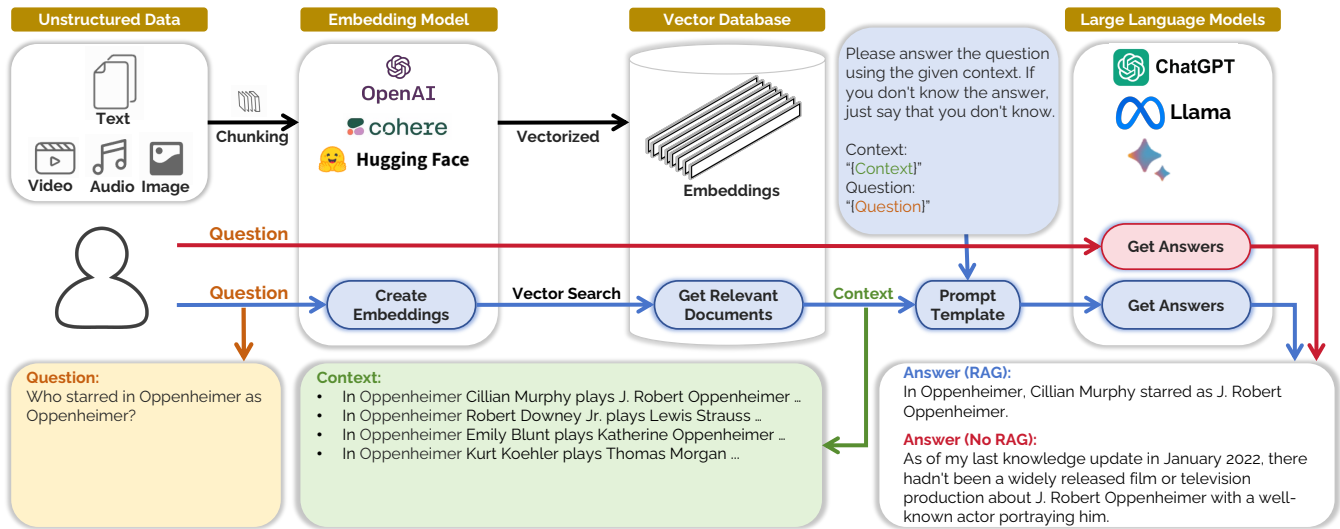 Unstructured Data
Embedding Model
Vector Database
Large Language Models
Text
Video
Audio
Image
Chunking
OpenAI
cohere
Hugging Face
Vectorized
Embeddings
Please answer the question
using the given context. If
you don't know the answer,
just say that you don't know.
Context:
"{Context}"
Question:
"{Question}"
ChatGPT
Llama
Question
Get Answers
Question
Create
Embeddings
Vector Search
Get Relevant
Documents
Context
Prompt
Template
Get Answers
Question:
Who starred in Oppenheimer as
Oppenheimer?
Context:
• In Oppenheimer Cillian Murphy plays J. Robert Oppenheimer …
• In Oppenheimer Robert Downey Jr. plays Lewis Strauss …
• In Oppenheimer Emily Blunt plays Katherine Oppenheimer …
• In Oppenheimer Kurt Koehler plays Thomas Morgan ...
Answer (RAG):
In Oppenheimer, Cillian Murphy starred as J. Robert
Oppenheimer.
Answer (No RAG):
As of my last knowledge update in January 2022, there
hadn't been a widely released film or television
production about J. Robert Oppenheimer with a well-
known actor portraying him.